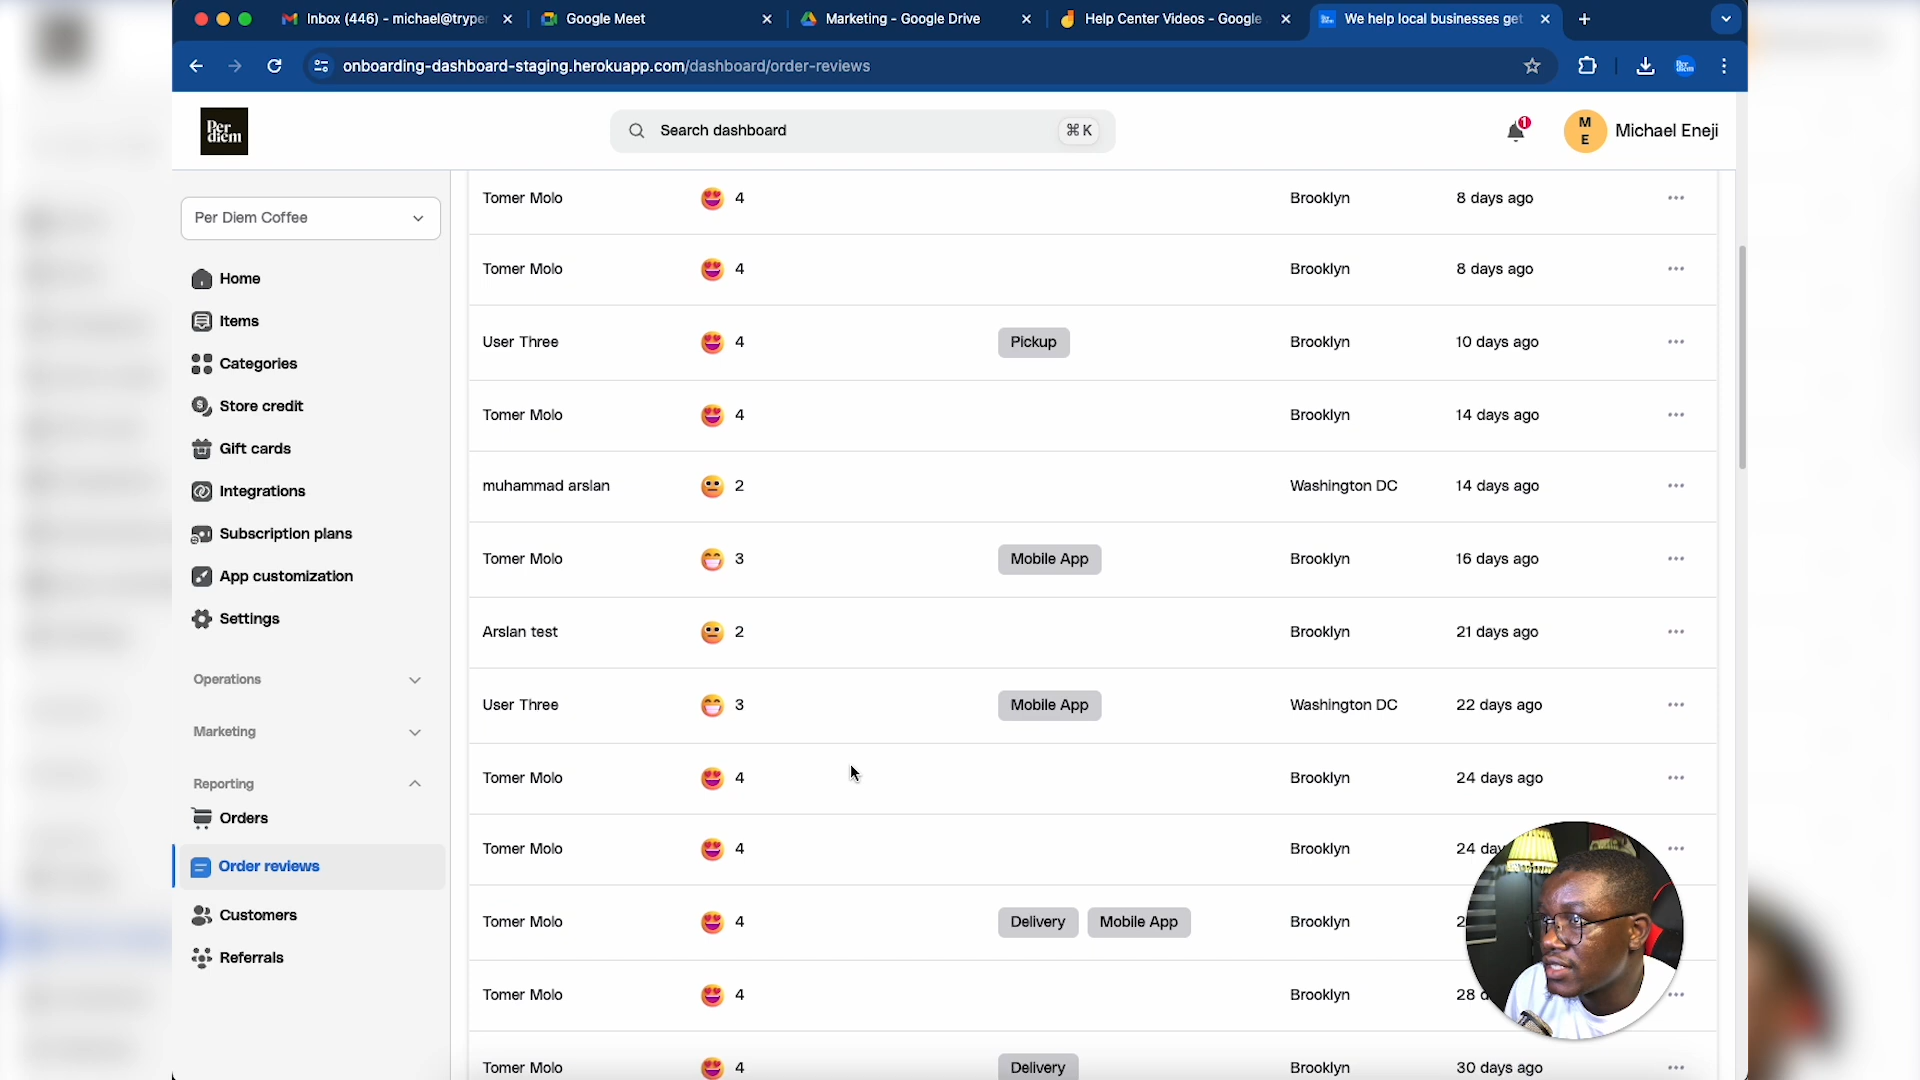 Inbox (446) - michael@tryper
Google Meet
Marketing - Google Drive
Help Center Videos - Google
We help local businesses get
onboarding-dashboard-staging.herokuapp.com/dashboard/order-reviews
Per diem
Search dashboard
⌘ K
1
M E
Michael Eneji
Per Diem Coffee
Home
Items
Categories
Store credit
Gift cards
Integrations
Subscription plans
App customization
Settings
Operations
Marketing
Reporting
Orders
Order reviews
Customers
Referrals
Tomer Molo 4 Brooklyn 8 days ago
Tomer Molo 4 Brooklyn 8 days ago
User Three 4 Pickup Brooklyn 10 days ago
Tomer Molo 4 Brooklyn 14 days ago
muhammad arslan 2 Washington DC 14 days ago
Tomer Molo 3 Mobile App Brooklyn 16 days ago
Arslan test 2 Brooklyn 21 days ago
User Three 3 Mobile App Washington DC 22 days ago
Tomer Molo 4 Brooklyn 24 days ago
Tomer Molo 4 Brooklyn 24 day
Tomer Molo 4 Delivery Mobile App Brooklyn 2
Tomer Molo 4 Brooklyn 28 d
Tomer Molo 4 Delivery Brooklyn 30 days ago